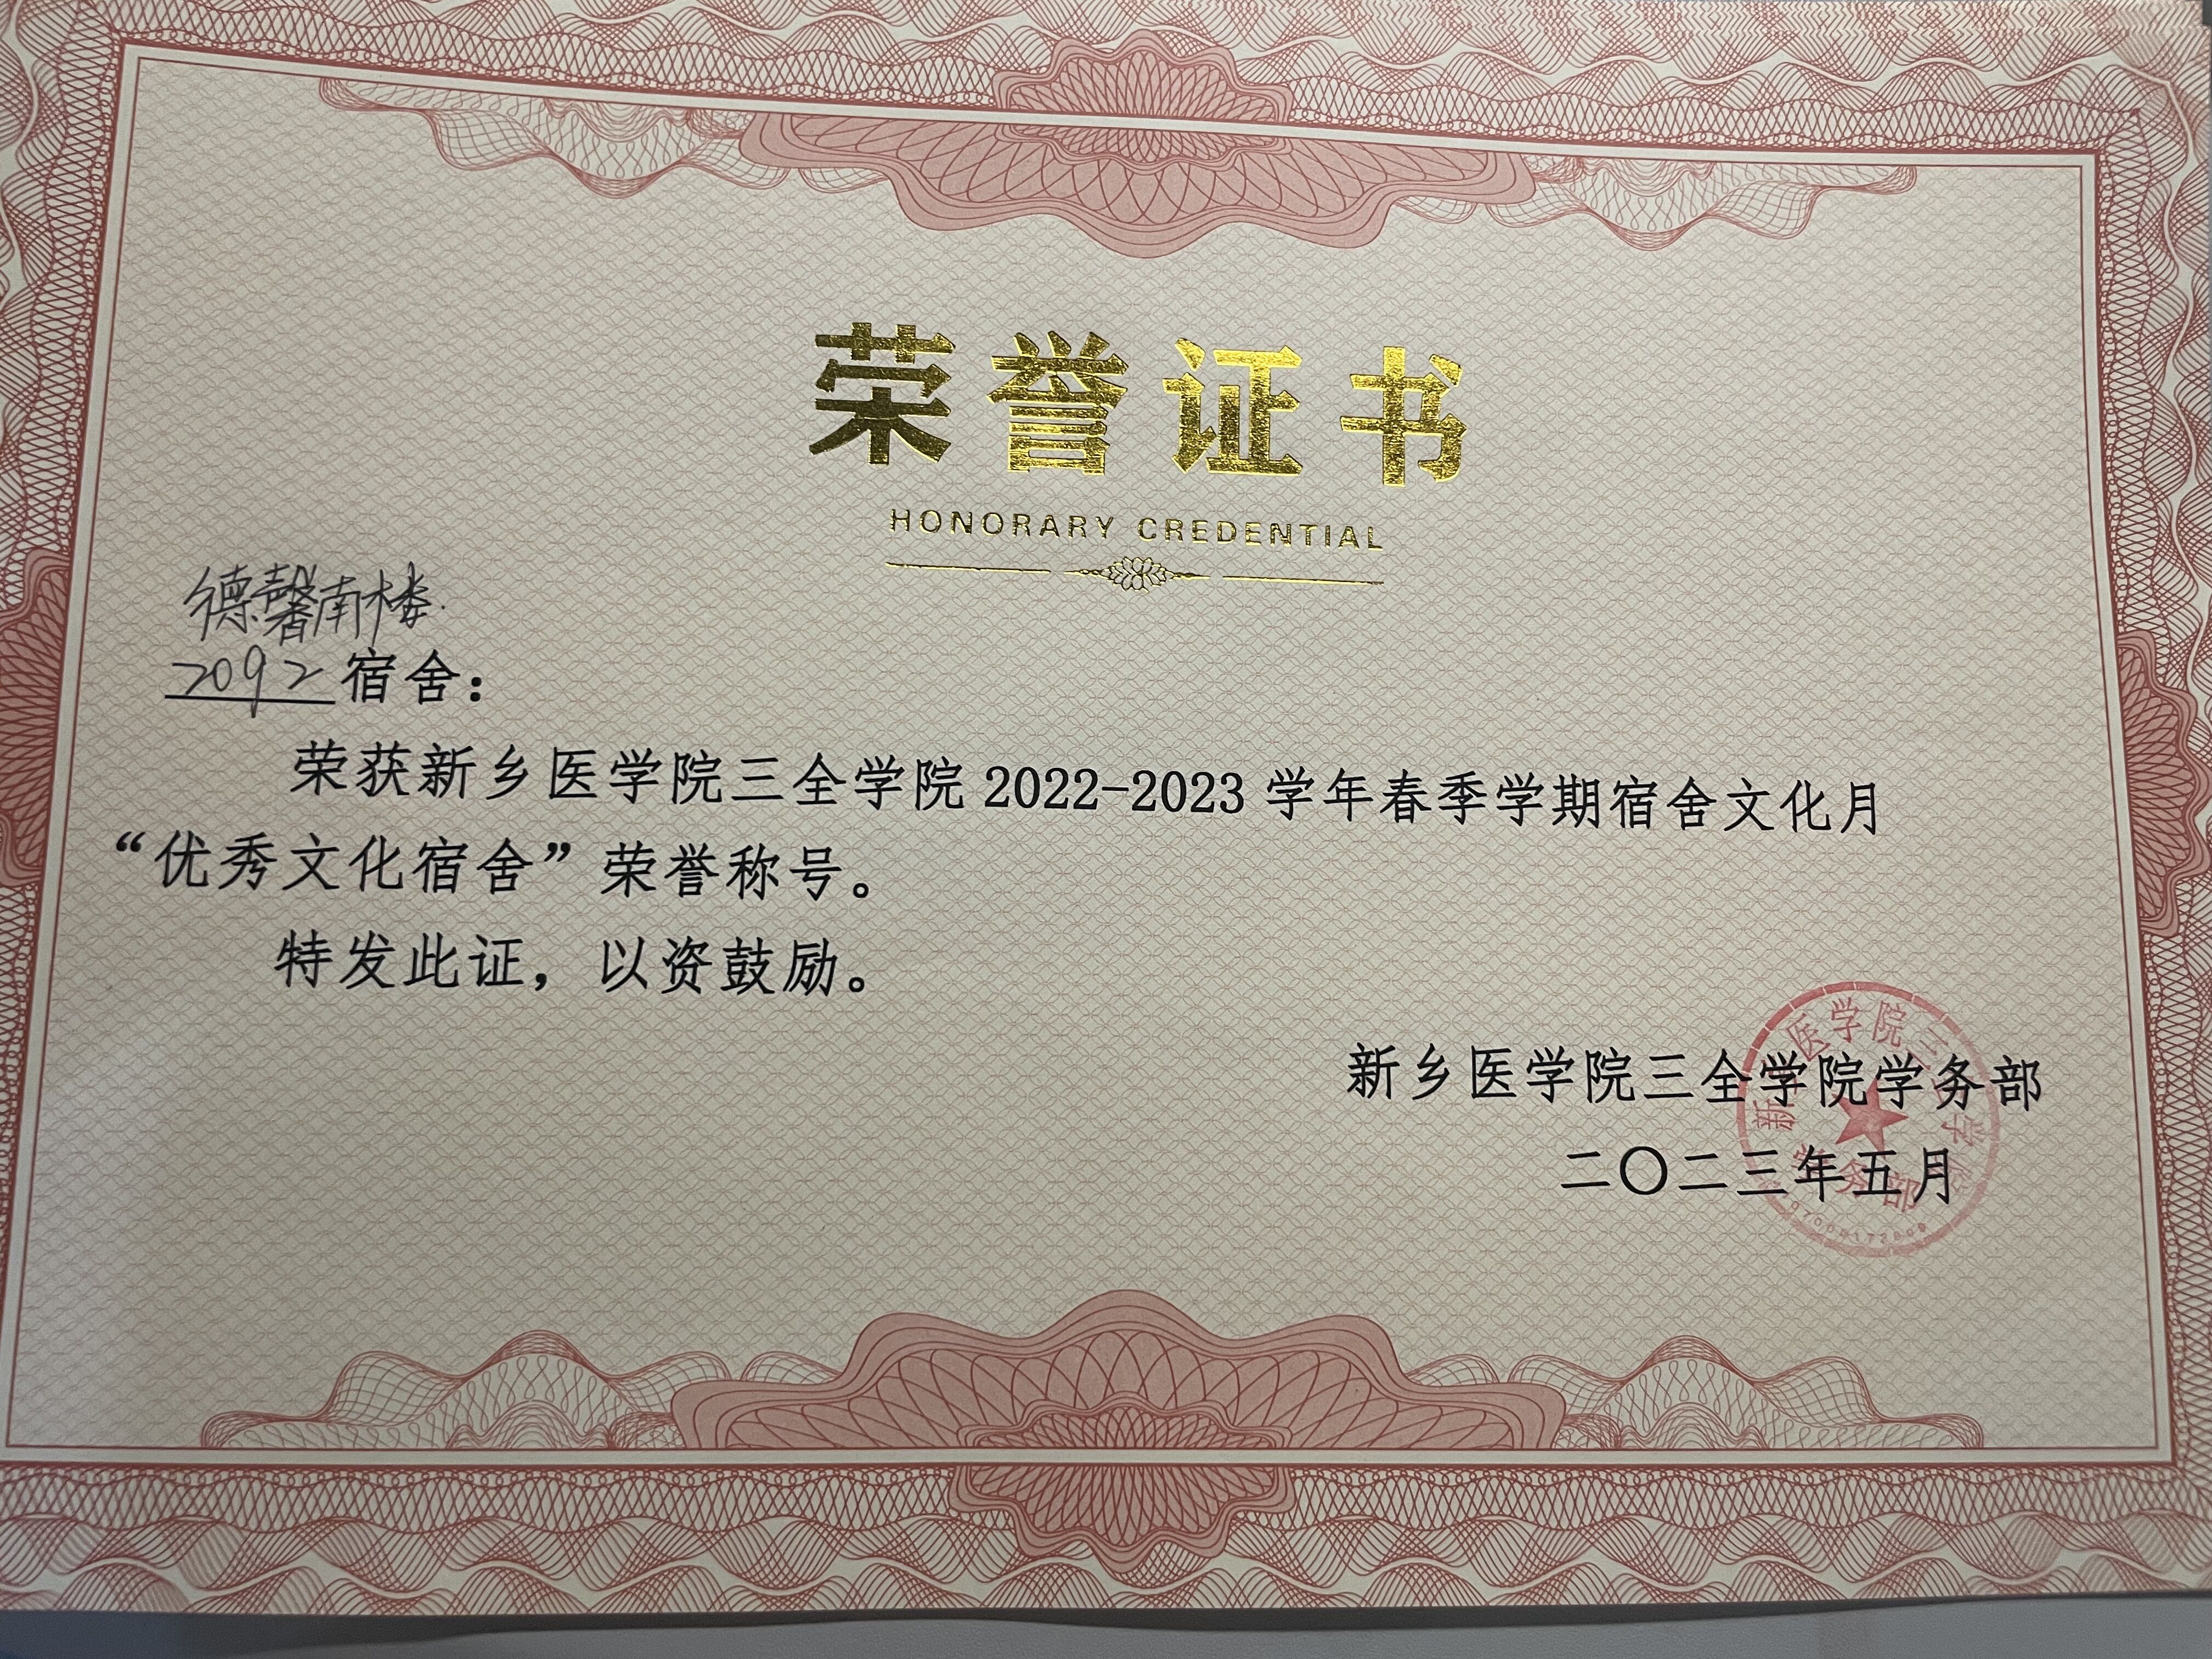 荣誉证书
HONORARY CREDENTIAL
德馨南楼
2092宿舍：
荣获新乡医学院三全学院2022-2023学年春季学期宿舍文化月
“优秀文化宿舍”荣誉称号。
特发此证，以资鼓励。
新乡医学院三全学院学务部
二〇二三年五月